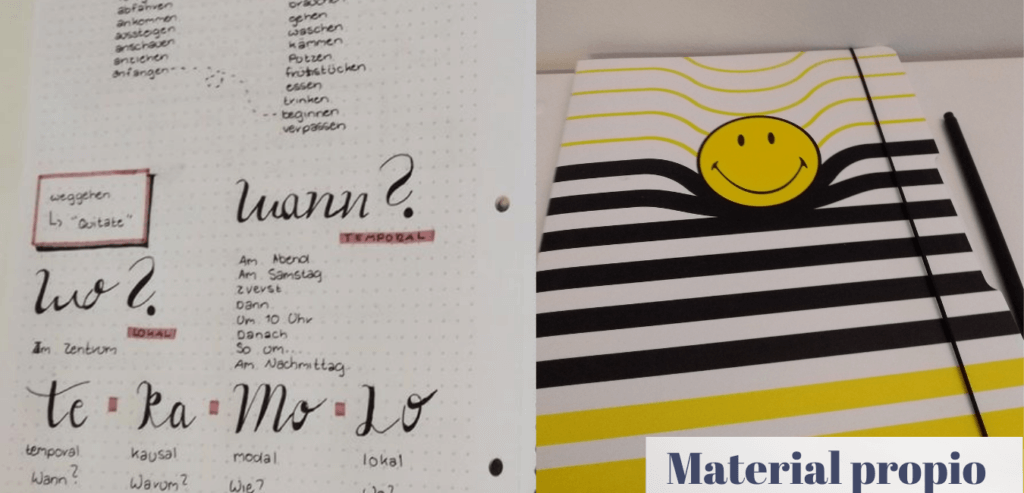 abfahren
ankommen
aussteigen
anschauen
anziehen
anfangen
brauchen
gehen
waschen
kämmen
Putzen
frühstücken
essen
trinken
beginnen
verpassen
weggehen
↳ "Quitate"
wann?
TEMPORAL
Am Abend
Am Samstag
zuerst
Dann
Um 10 Uhr
Danach
So um...
Am Nachmittag
wo?
LOKAL
Im Zentrum
te · Ka · Mo · Lo
temporal kausal modal lokal
Wann? Warum? Wie? Wo?
Material propio